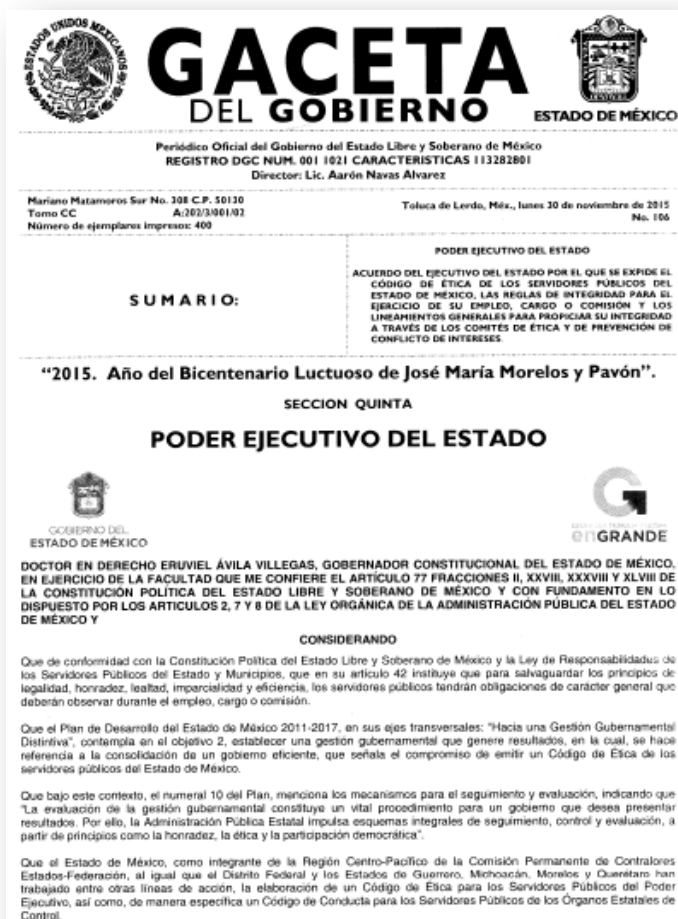 ESTADOS UNIDOS MEXICANOS
GACETA
DEL GOBIERNO
ESTADO DE MÉXICO
Periódico Oficial del Gobierno del Estado Libre y Soberano de México
REGISTRO DGC NUM. 001 1021 CARACTERISTICAS 113282801
Director: Lic. Aarón Navas Alvarez
Mariano Matamoros Sur No. 308 C.P. 50130
Tomo CC A:202/3/001/02
Número de ejemplares impresos: 400
Toluca de Lerdo, Méx., lunes 30 de noviembre de 2015
No. 106
SUMARIO:
PODER EJECUTIVO DEL ESTADO
ACUERDO DEL EJECUTIVO DEL ESTADO POR EL QUE SE EXPIDE EL
CÓDIGO DE ÉTICA DE LOS SERVIDORES PÚBLICOS DEL
ESTADO DE MÉXICO, LAS REGLAS DE INTEGRIDAD PARA EL
EJERCICIO DE SU EMPLEO, CARGO O COMISIÓN Y LOS
LINEAMIENTOS GENERALES PARA PROPICIAR SU INTEGRIDAD
A TRAVÉS DE LOS COMITÉS DE ÉTICA Y DE PREVENCIÓN DE
CONFLICTO DE INTERESES.
“2015. Año del Bicentenario Luctuoso de José María Morelos y Pavón”.
SECCION QUINTA
PODER EJECUTIVO DEL ESTADO
GOBIERNO DEL
ESTADO DE MÉXICO
enGRANDE
DOCTOR EN DERECHO ERUVIEL ÁVILA VILLEGAS, GOBERNADOR CONSTITUCIONAL DEL ESTADO DE MÉXICO,
EN EJERCICIO DE LA FACULTAD QUE ME CONFIERE EL ARTÍCULO 77 FRACCIONES II, XXVIII, XXXVIII Y XLVIII DE
LA CONSTITUCIÓN POLÍTICA DEL ESTADO LIBRE Y SOBERANO DE MÉXICO Y CON FUNDAMENTO EN LO
DISPUESTO POR LOS ARTICULOS 2, 7 Y 8 DE LA LEY ORGÁNICA DE LA ADMINISTRACIÓN PÚBLICA DEL ESTADO
DE MÉXICO Y
CONSIDERANDO
Que de conformidad con la Constitución Política del Estado Libre y Soberano de México y la Ley de Responsabilidades de
los Servidores Públicos del Estado y Municipios, que en su artículo 42 instituye que para salvaguardar los principios de
legalidad, honradez, lealtad, imparcialidad y eficiencia, los servidores públicos tendrán obligaciones de carácter general que
deberán observar durante el empleo, cargo o comisión.
Que el Plan de Desarrollo del Estado de México 2011-2017, en sus ejes transversales: “Hacia una Gestión Gubernamental
Distintiva”, contempla en el objetivo 2, establecer una gestión gubernamental que genere resultados, en la cual, se hace
referencia a la consolidación de un gobierno eficiente, que señala el compromiso de emitir un Código de Ética de los
servidores públicos del Estado de México.
Que bajo este contexto, el numeral 10 del Plan, menciona los mecanismos para el seguimiento y evaluación, indicando que
“La evaluación de la gestión gubernamental constituye un vital procedimiento para un gobierno que desea presentar
resultados. Por ello, la Administración Pública Estatal impulsa esquemas integrales de seguimiento, control y evaluación, a
partir de principios como la honradez, la ética y la participación democrática”.
Que el Estado de México, como integrante de la Región Centro-Pacífico de la Comisión Permanente de Contralores
Estados-Federación, al igual que el Distrito Federal y los Estados de Guerrero, Michoacán, Morelos y Querétaro han
trabajado entre otras líneas de acción, la elaboración de un Código de Ética para los Servidores Públicos del Poder
Ejecutivo, así como, de manera específica un Código de Conducta para los Servidores Públicos de los Órganos Estatales de
Control.